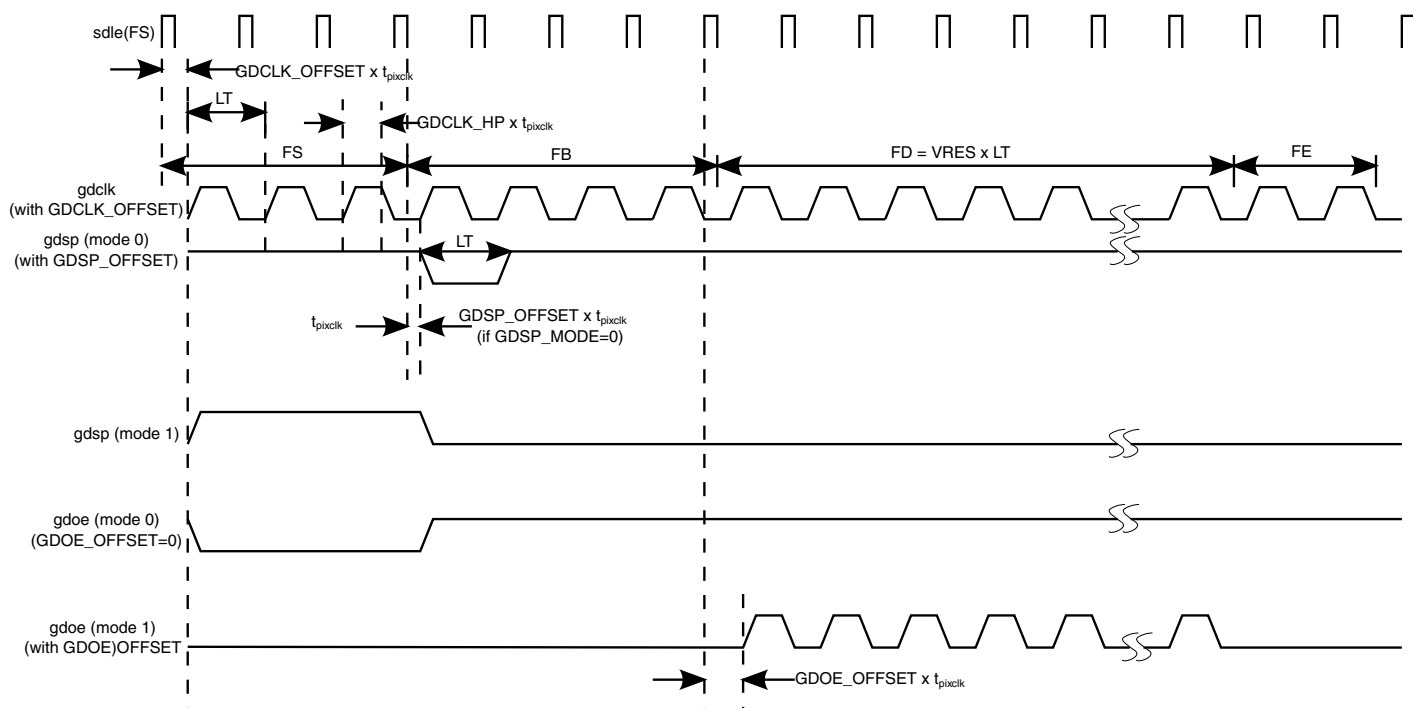 sdle(FS)
GDCLK_OFFSET x tpixclk
LT
GDCLK_HP x tpixclk
FS
FB
FD = VRES x LT
FE
gdclk
(with GDCLK_OFFSET)
gdsp (mode 0)
(with GDSP_OFFSET)
LT
tpixclk
GDSP_OFFSET x tpixclk
(if GDSP_MODE=0)
gdsp (mode 1)
gdoe (mode 0)
(GDOE_OFFSET=0)
gdoe (mode 1)
(with GDOE)OFFSET
GDOE_OFFSET x tpixclk